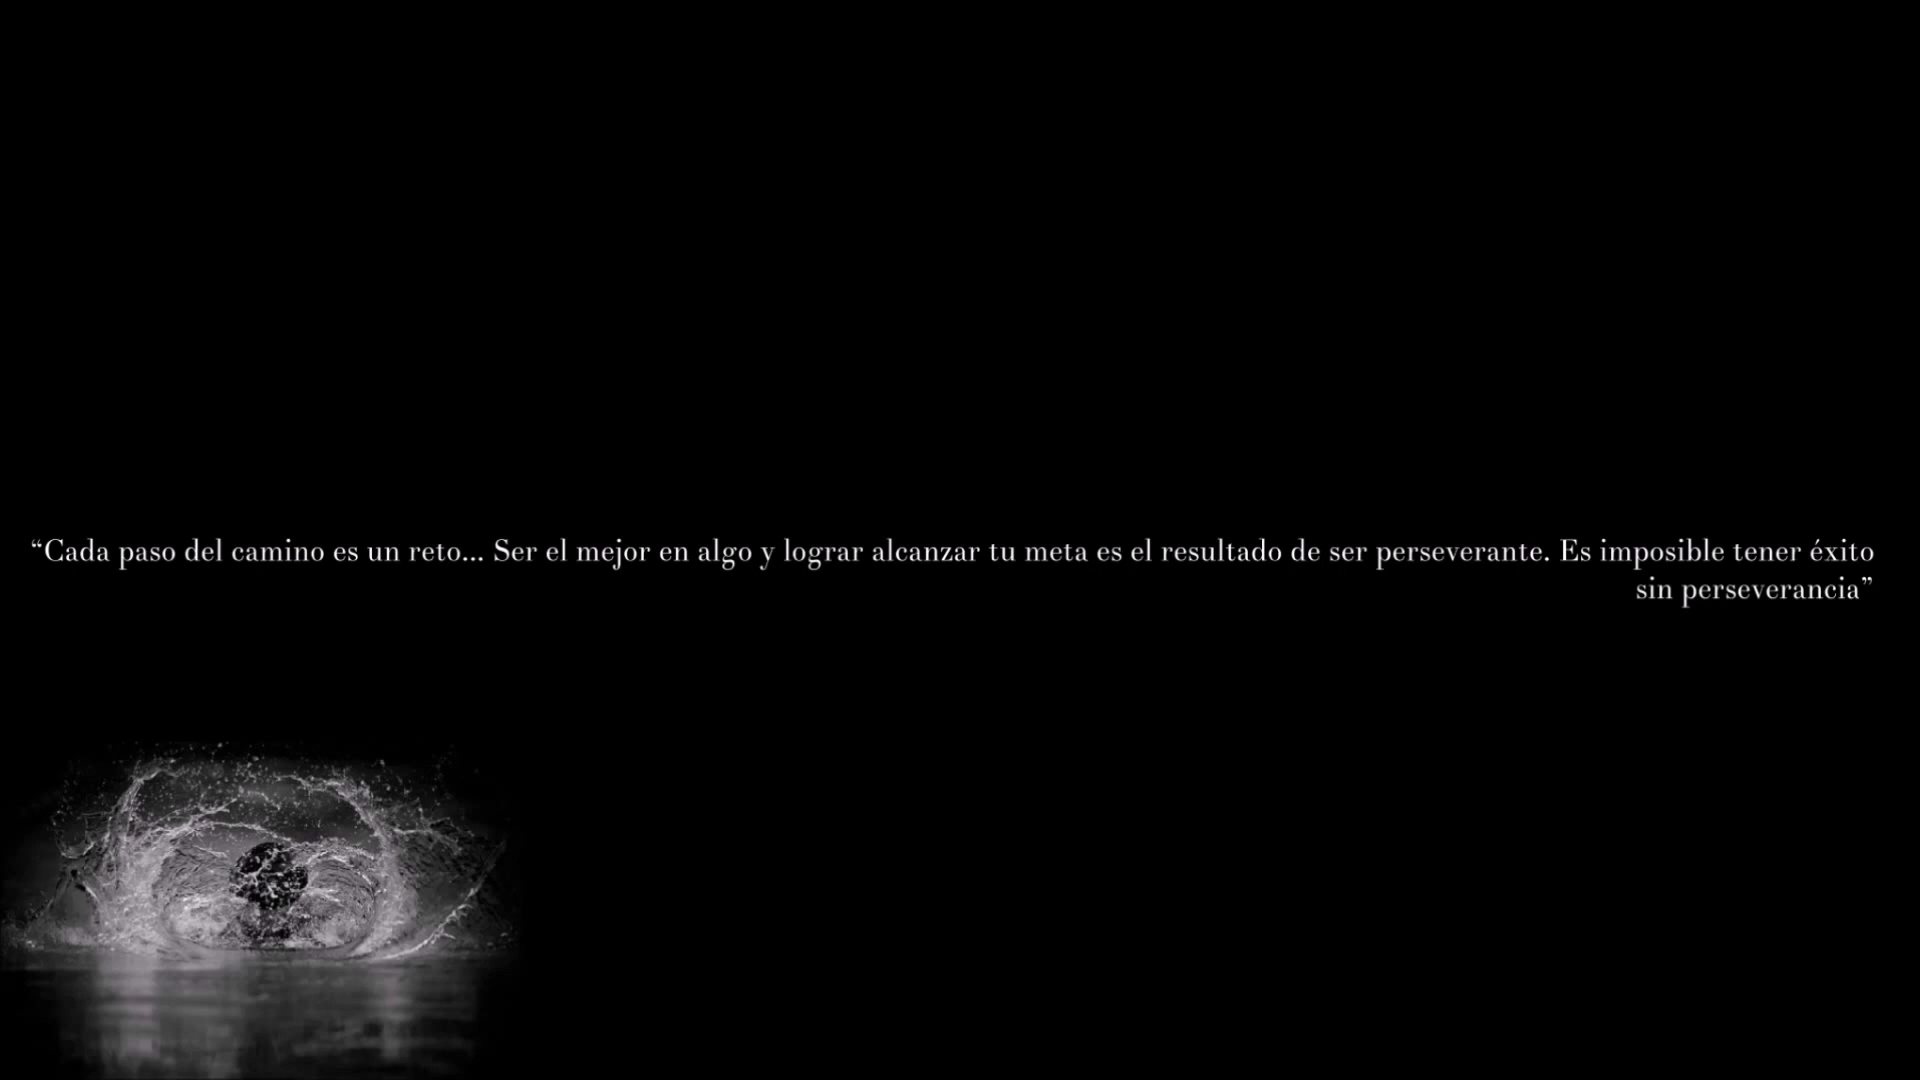 “Cada paso del camino es un reto... Ser el mejor en algo y lograr alcanzar tu meta es el resultado de ser perseverante. Es imposible tener éxito
sin perseverancia”